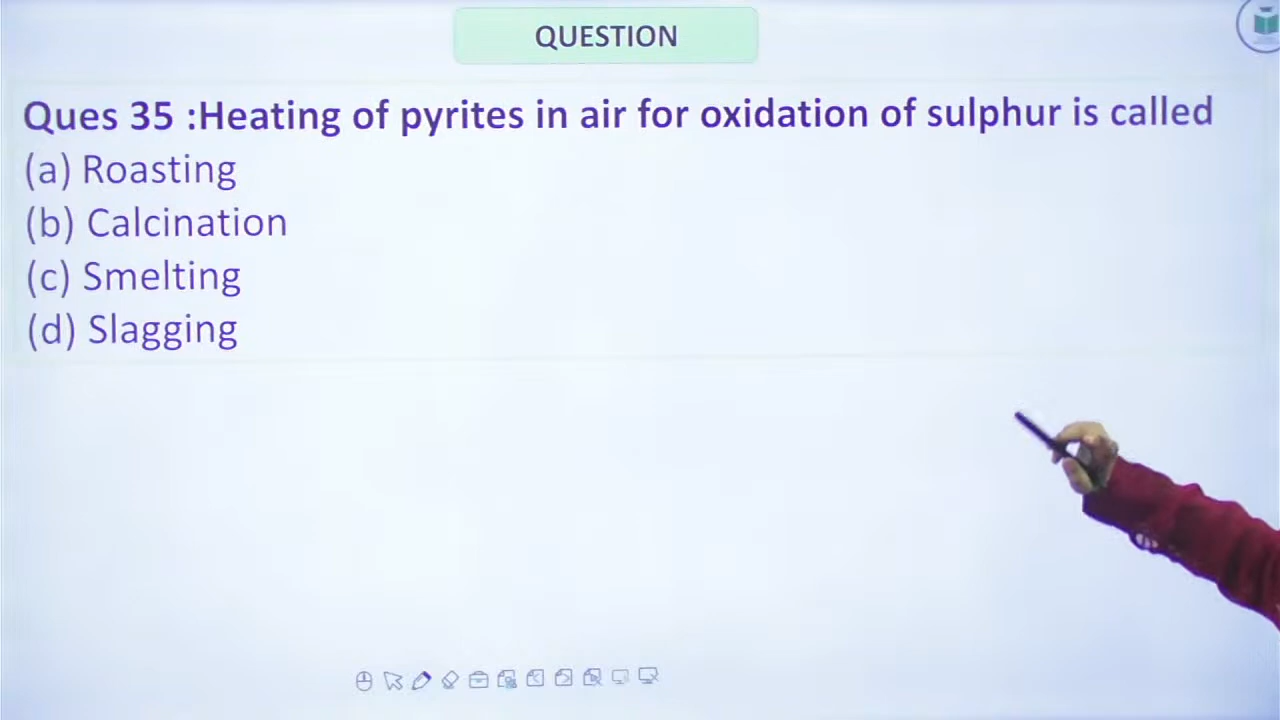 QUESTION
Ques 35 :Heating of pyrites in air for oxidation of sulphur is called
(a) Roasting
(b) Calcination
(c) Smelting
(d) Slagging